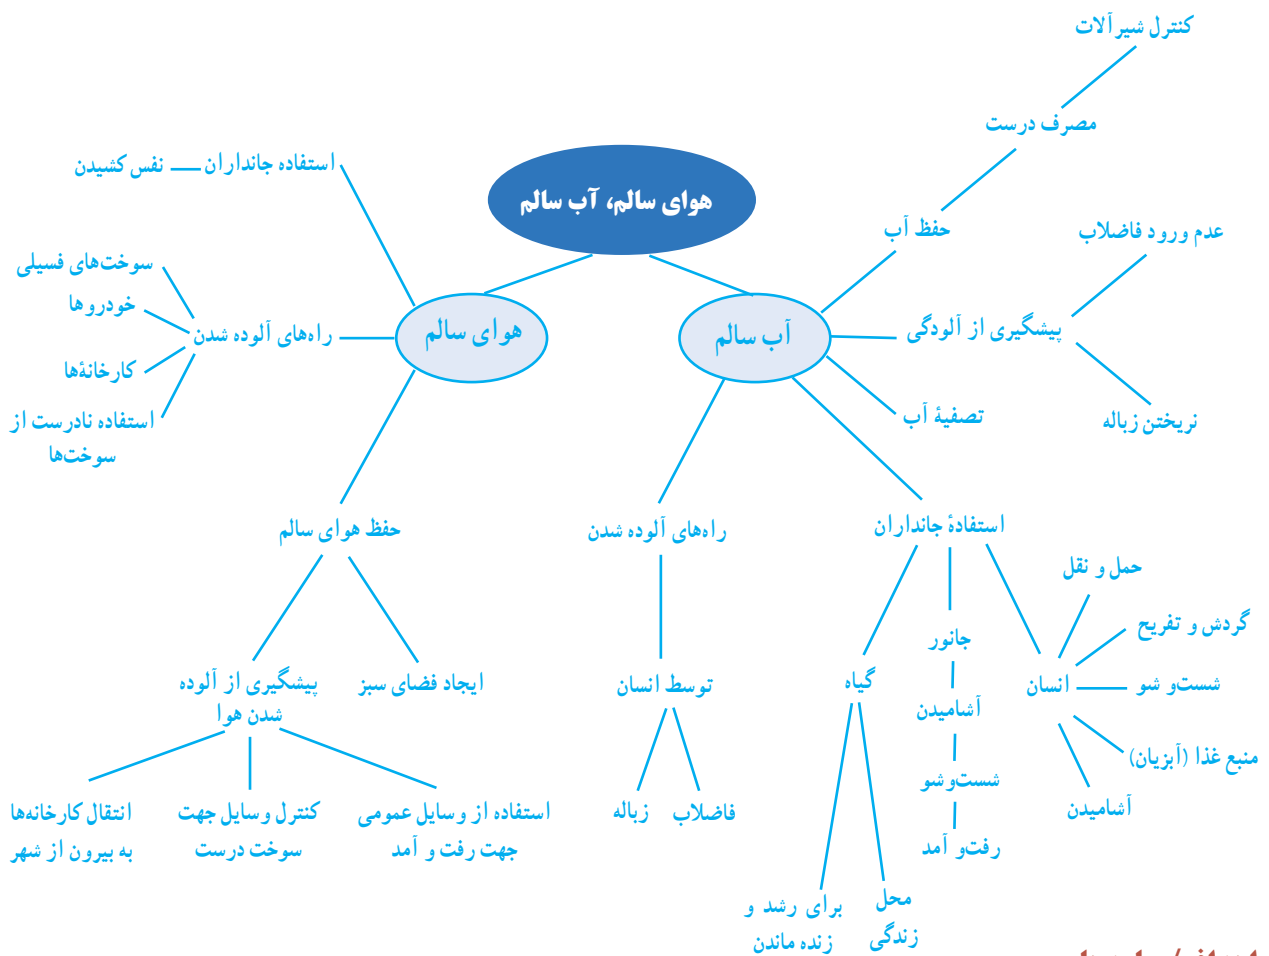 کنترل شیرآلات
مصرف درست
حفظ آب
عدم ورود فاضلاب
پیشگیری از آلودگی
نریختن زباله
تصفیهٔ آب
هوای سالم، آب سالم
آب سالم
هوای سالم
استفاده جانداران
نفس کشیدن
سوخت‌های فسیلی
خودروها
راه‌های آلوده شدن
کارخانهٔها
استفاده نادرست از
سوخت‌ها
استفادهٔ جانداران
حمل و نقل
گردش و تفریح
شست‌و شو
انسان
منبع غذا (آبزیان)
آشامیدن
جانور
آشامیدن
شست‌وشو
رفت‌و آمد
گیاه
محل
زندگی
برای رشد و
زنده ماندن
راه‌های آلوده شدن
توسط انسان
فاضلاب
زباله
حفظ هوای سالم
ایجاد فضای سبز
پیشگیری از آلوده
شدن هوا
استفاده از وسایل عمومی
جهت رفت و آمد
کنترل وسایل جهت
سوخت درست
انتقال کارخانه‌ها
به بیرون از شهر